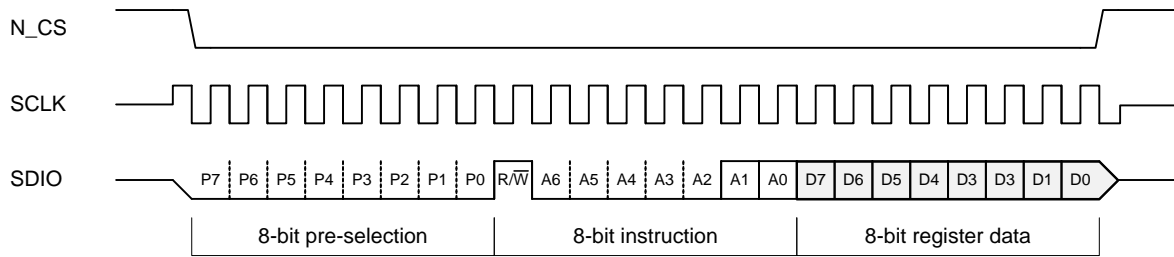 N_CS
SCLK
SDIO P7 P6 P5 P4 P3 P2 P1 P0 R/W̅ A6 A5 A4 A3 A2 A1 A0 D7 D6 D5 D4 D3 D3 D1 D0
8-bit pre-selection 8-bit instruction 8-bit register data